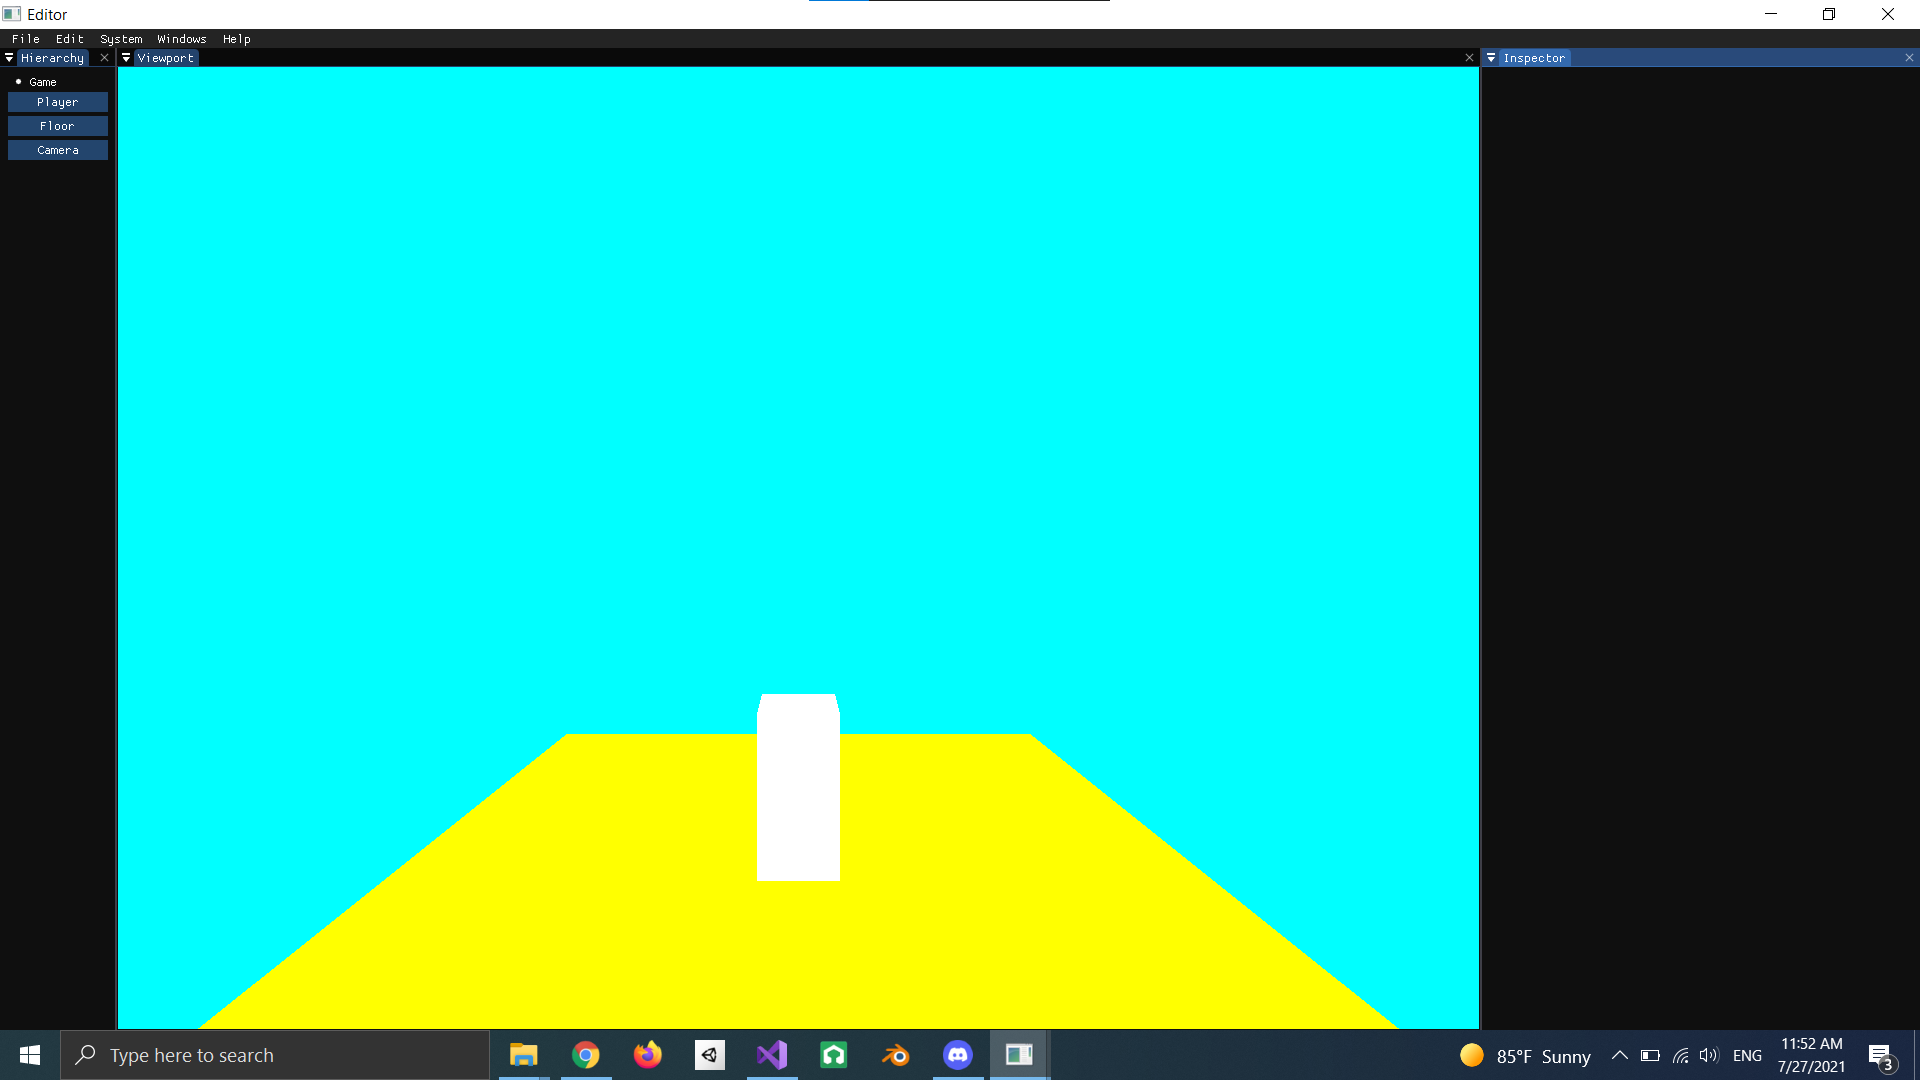 Editor
File Edit System Windows Help
Hierarchy
Viewport
Inspector
Game
Player
Floor
Camera
Type here to search
85°F Sunny
ENG
11:52 AM
7/27/2021
3